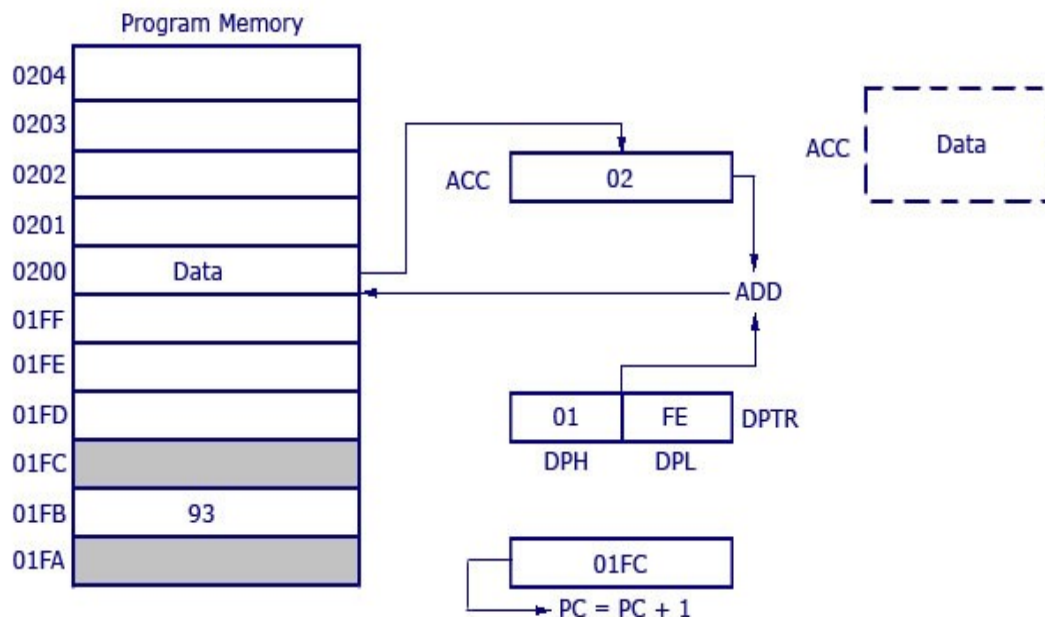 Program Memory
0204
0203
0202
0201
0200 Data
01FF
01FE
01FD
01FC
01FB 93
01FA
ACC 02
ADD
01 FE DPTR
DPH DPL
01FC
PC = PC + 1
ACC Data